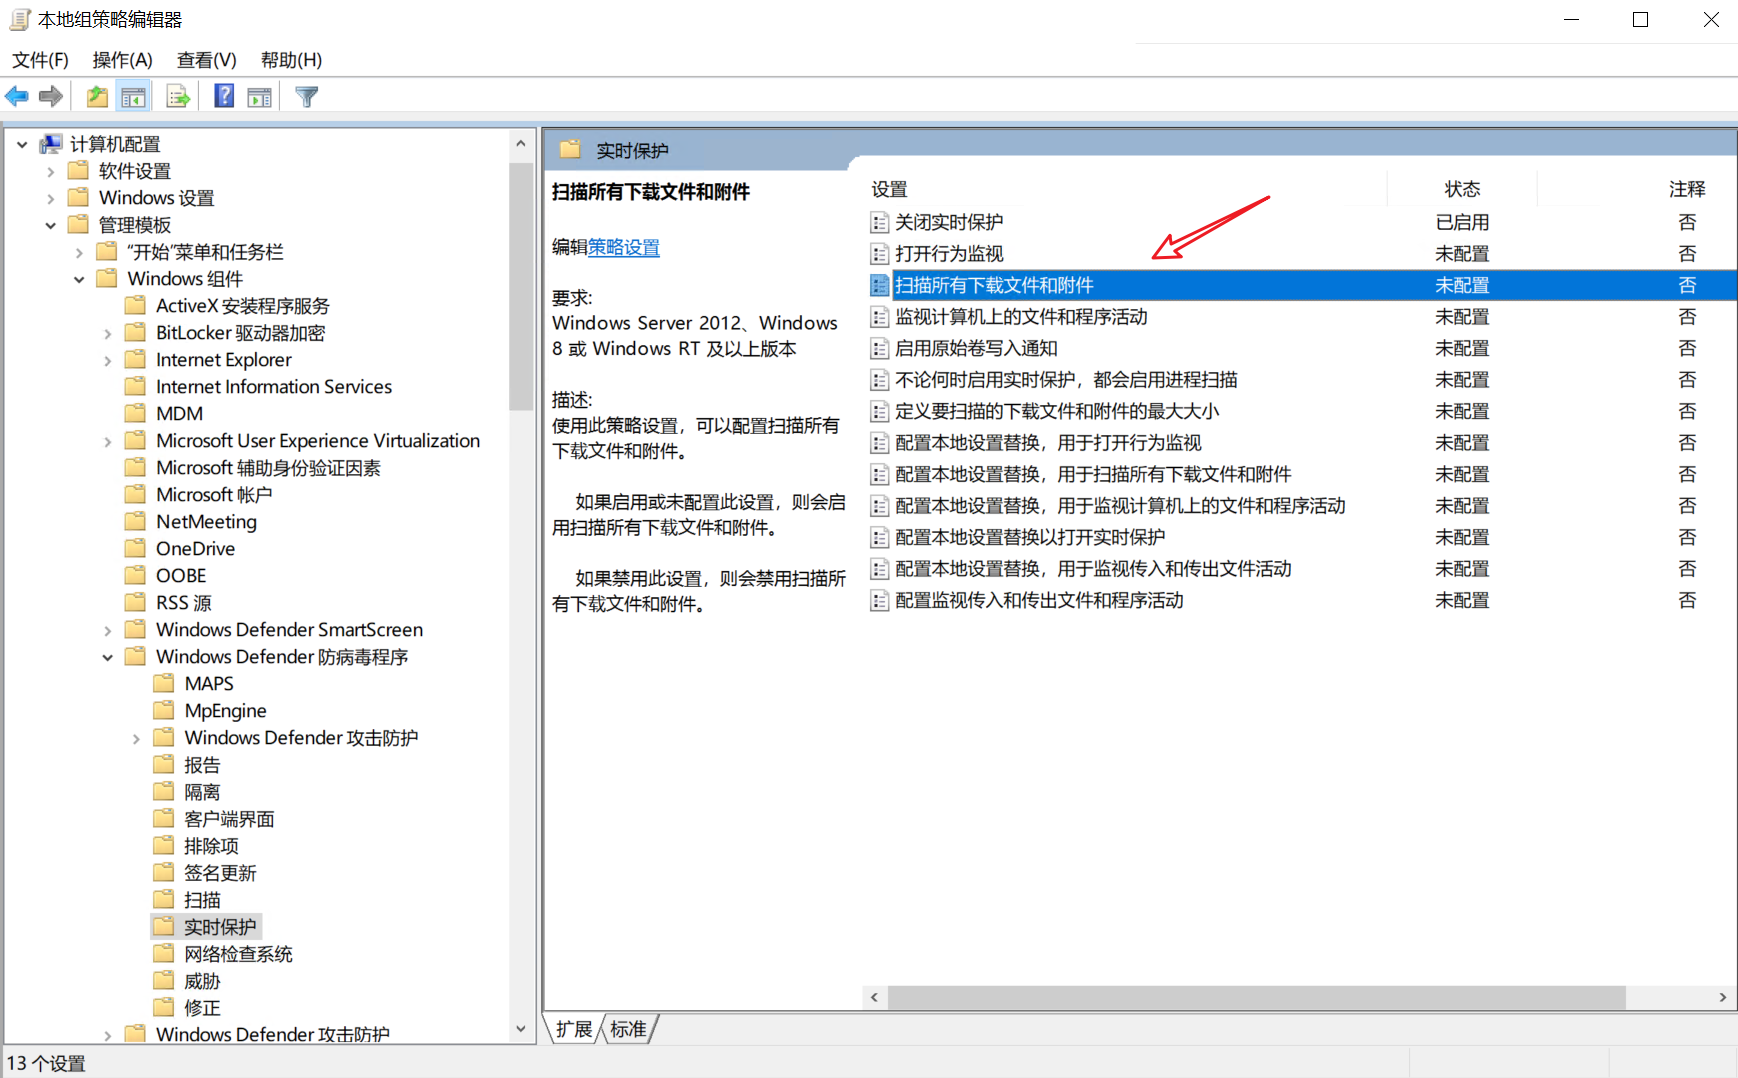 本地组策略编辑器
文件(F) 操作(A) 查看(V) 帮助(H)
计算机配置
软件设置
Windows 设置
管理模板
“开始”菜单和任务栏
Windows 组件
ActiveX 安装程序服务
BitLocker 驱动器加密
Internet Explorer
Internet Information Services
MDM
Microsoft User Experience Virtualization
Microsoft 辅助身份验证因素
Microsoft 帐户
NetMeeting
OneDrive
OOBE
RSS 源
Windows Defender SmartScreen
Windows Defender 防病毒程序
MAPS
MpEngine
Windows Defender 攻击防护
报告
隔离
客户端界面
排除项
签名更新
扫描
实时保护
网络检查系统
威胁
修正
Windows Defender 攻击防护
实时保护
扫描所有下载文件和附件
编辑策略设置
要求:
Windows Server 2012、Windows
8 或 Windows RT 及以上版本
描述:
使用此策略设置，可以配置扫描所有
下载文件和附件。
如果启用或未配置此设置，则会启
用扫描所有下载文件和附件。
如果禁用此设置，则会禁用扫描所
有下载文件和附件。
设置 状态 注释
关闭实时保护 已启用 否
打开行为监视 未配置 否
扫描所有下载文件和附件 未配置 否
监视计算机上的文件和程序活动 未配置 否
启用原始卷写入通知 未配置 否
不论何时启用实时保护，都会启用进程扫描 未配置 否
定义要扫描的下载文件和附件的最大大小 未配置 否
配置本地设置替换，用于打开行为监视 未配置 否
配置本地设置替换，用于扫描所有下载文件和附件 未配置 否
配置本地设置替换，用于监视计算机上的文件和程序活动 未配置 否
配置本地设置替换以打开实时保护 未配置 否
配置本地设置替换，用于监视传入和传出文件活动 未配置 否
配置监视传入和传出文件和程序活动 未配置 否
扩展 标准
13 个设置